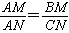 AM/AN = BM/CN